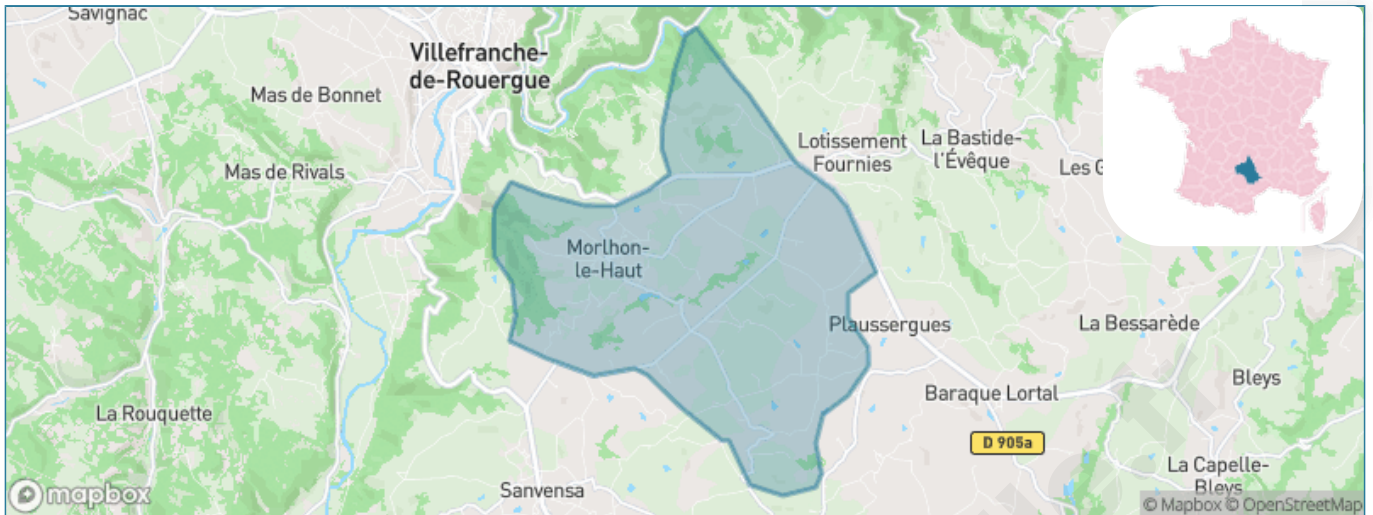 Savignac
Villefranche-
de-Rouergue
Mas de Bonnet
Lotissement
Fournies
La Bastide-
l'Évêque
Les G
Mas de Rivals
Morlhon-
le-Haut
Plaussergues
La Bessarède
Bleys
Baraque Lortal
La Rouquette
D 905a
La Capelle-
Bleys
Sanvensa
mapbox
© Mapbox © OpenStreetMap